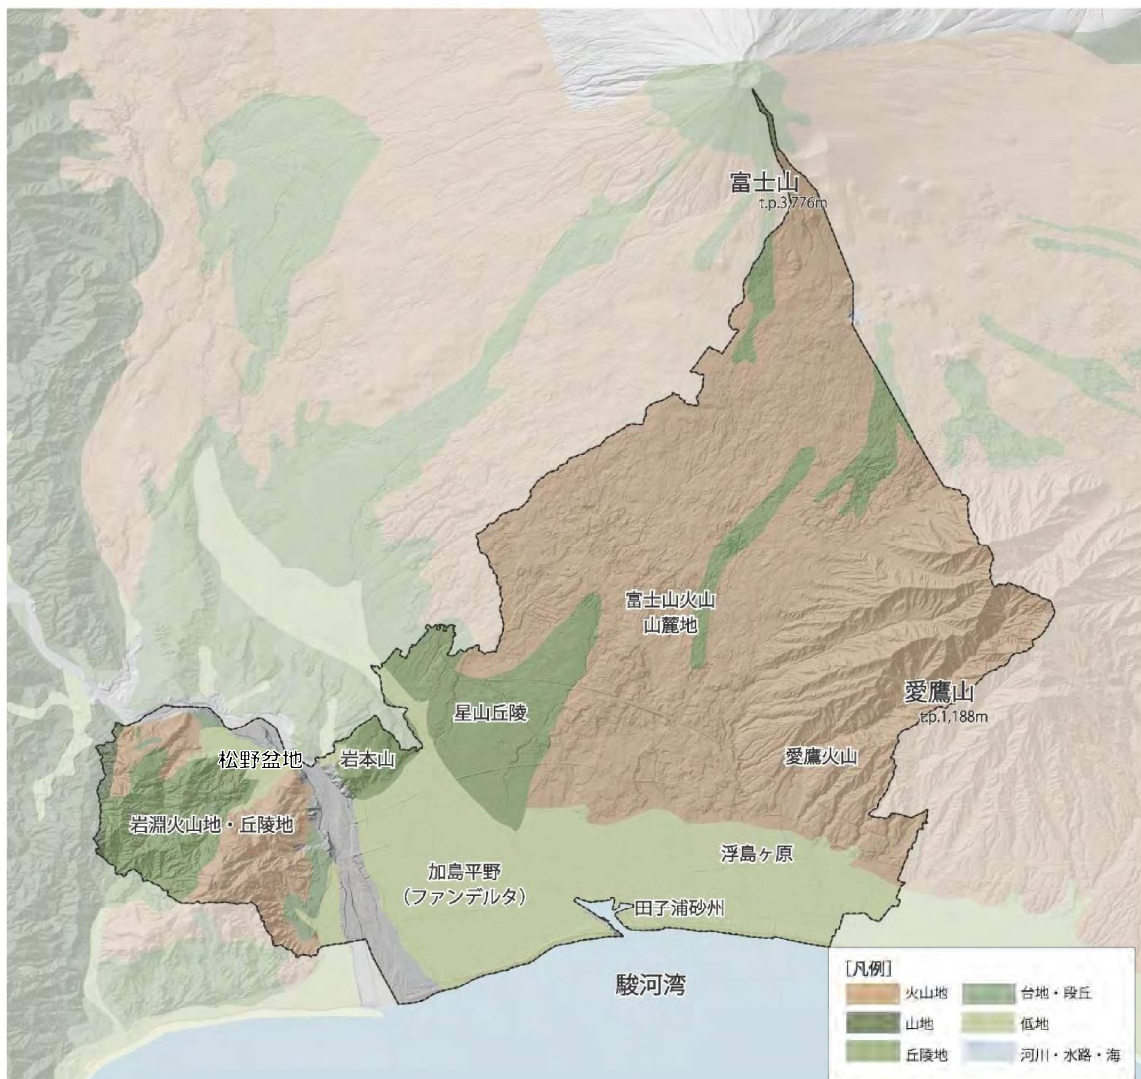 富士山
t.p.3,776m
富士山火山
山麓地
愛鷹山
t.p.1,188m
星山丘陵
松野盆地
岩本山
愛鷹火山
岩淵火山地・丘陵地
浮島ヶ原
加島平野
（ファンデルタ）
田子浦砂州
駿河湾
［凡例］
火山地
台地・段丘
山地
低地
丘陵地
河川・水路・海